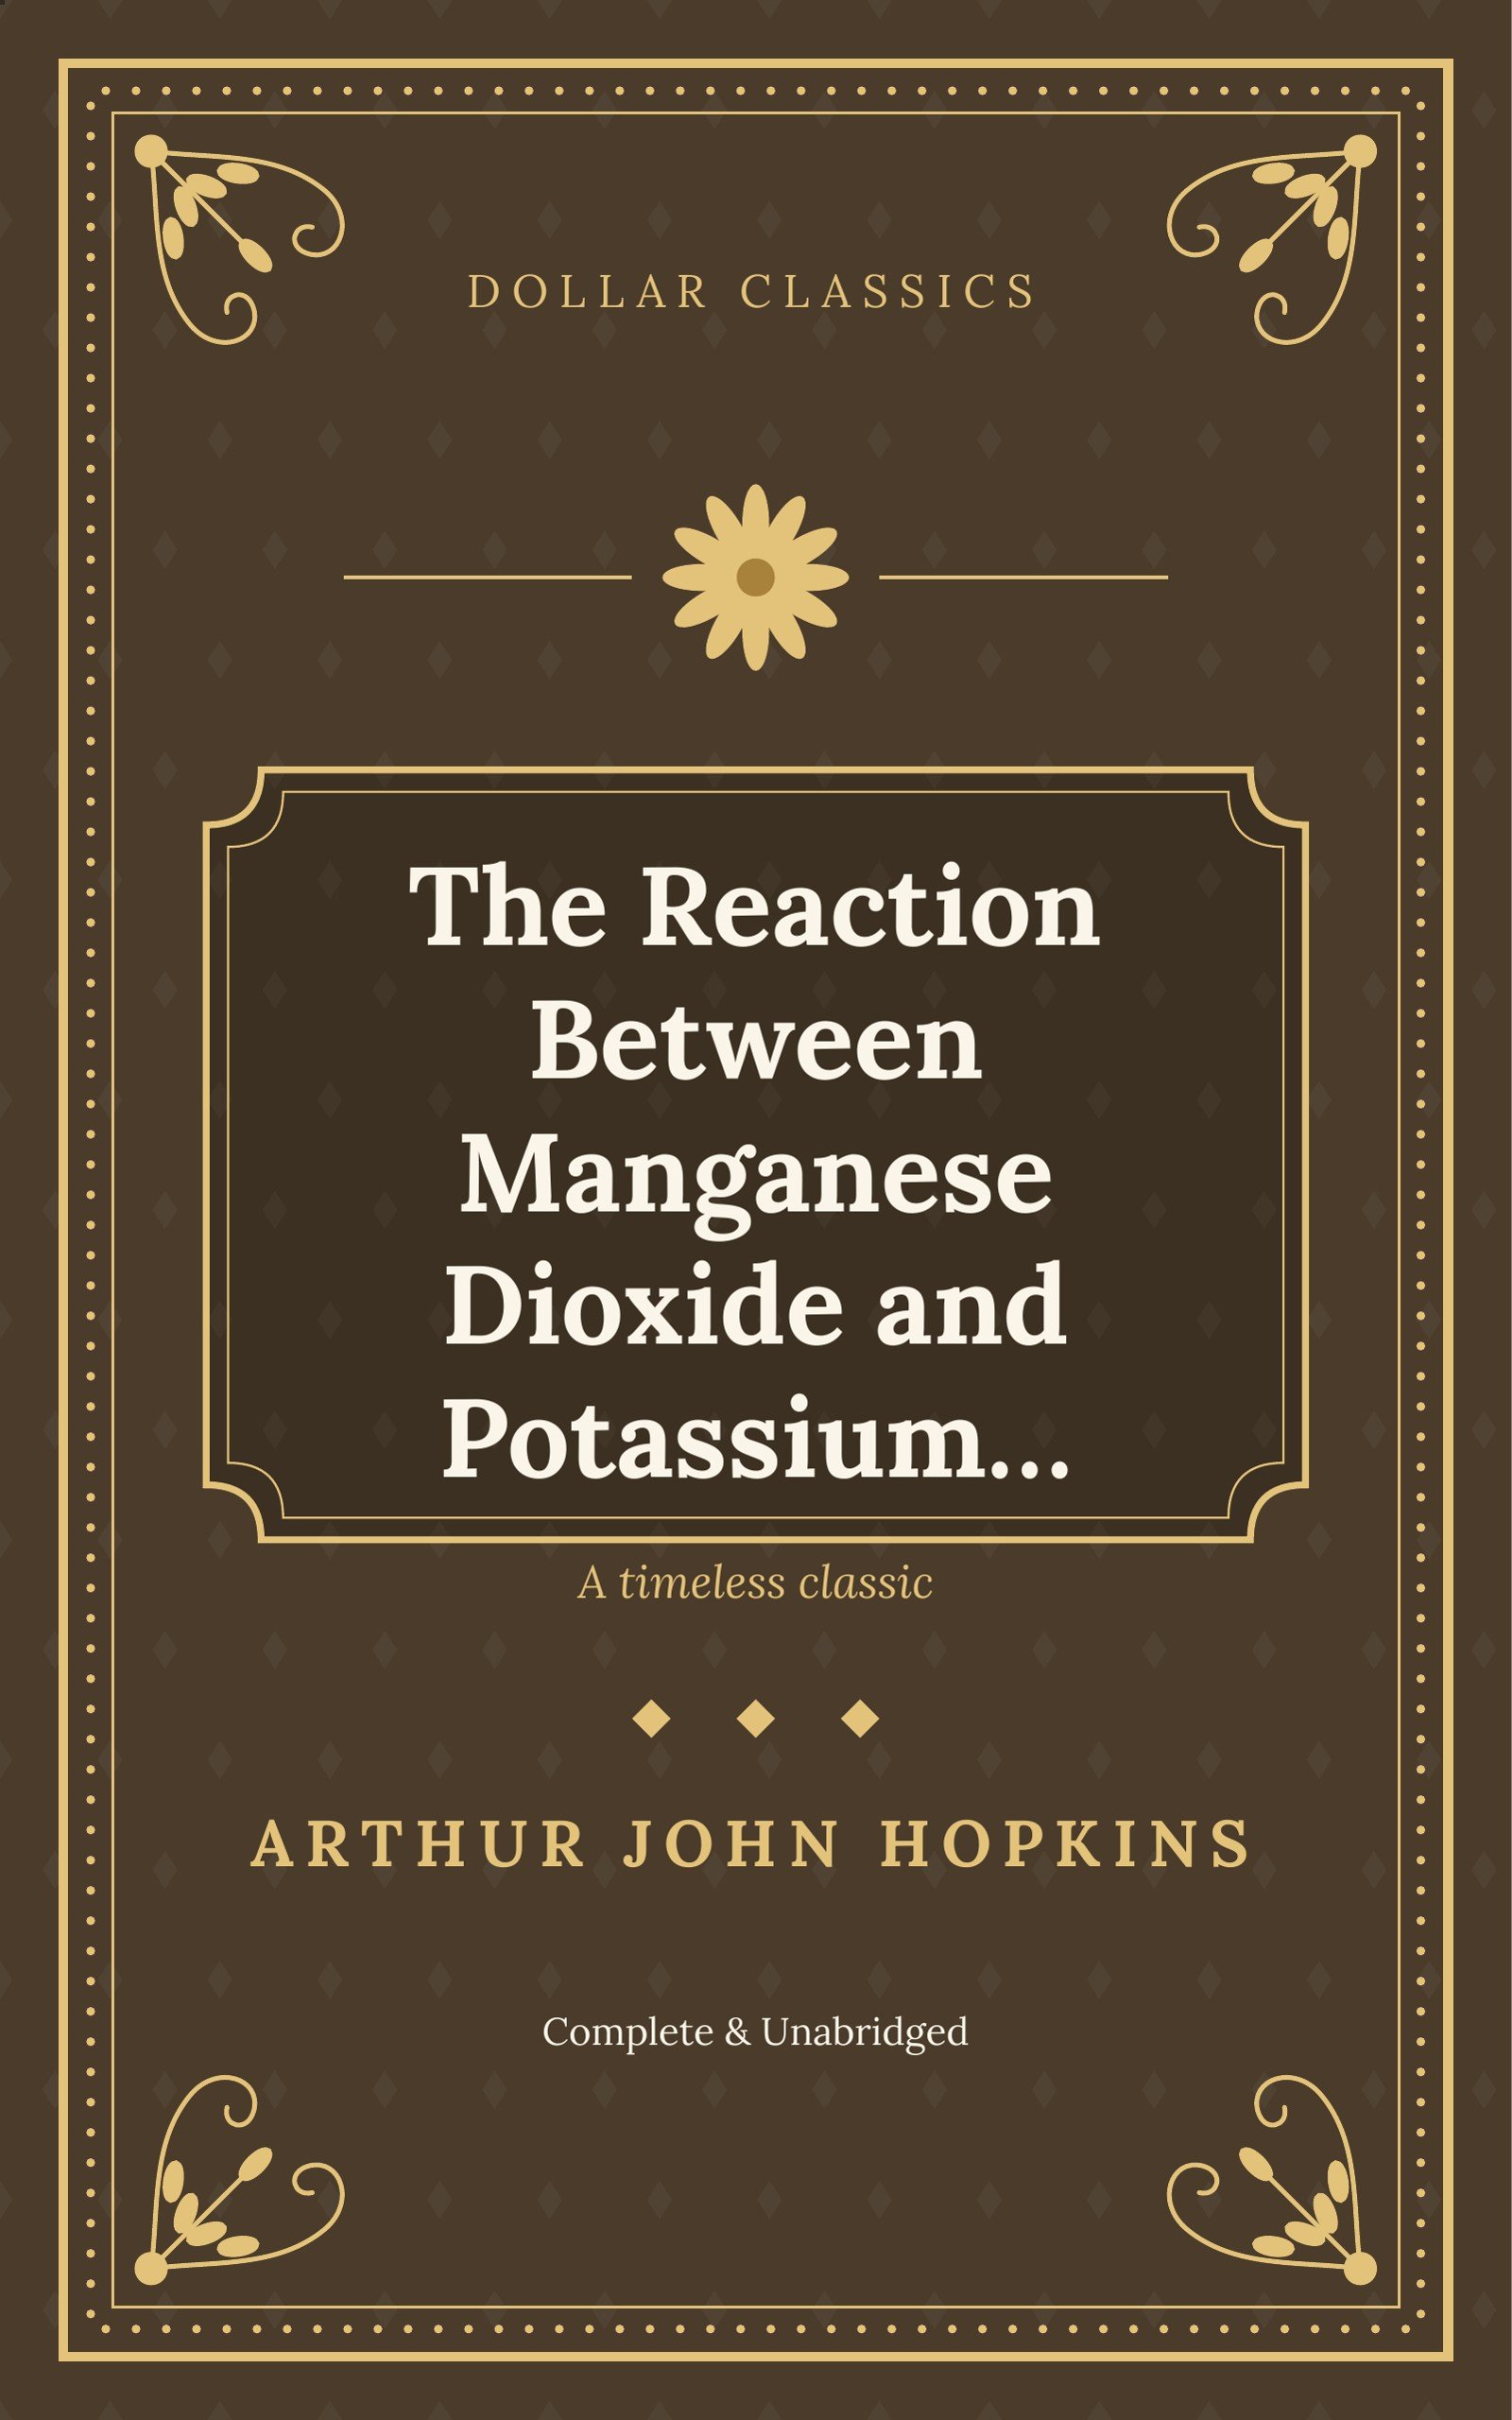 DOLLAR CLASSICS
The Reaction
Between
Manganese
Dioxide and
Potassium...
A timeless classic
ARTHUR JOHN HOPKINS
Complete & Unabridged